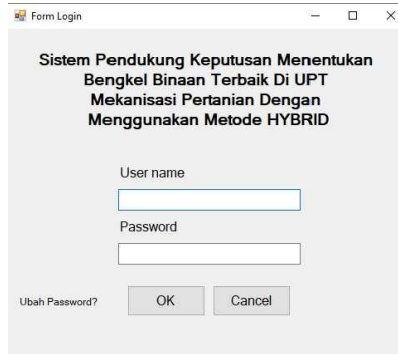 Form Login
Sistem Pendukung Keputusan Menentukan
Bengkel Binaan Terbaik Di UPT
Mekanisasi Pertanian Dengan
Menggunakan Metode HYBRID
User name
Password
Ubah Password?
OK
Cancel